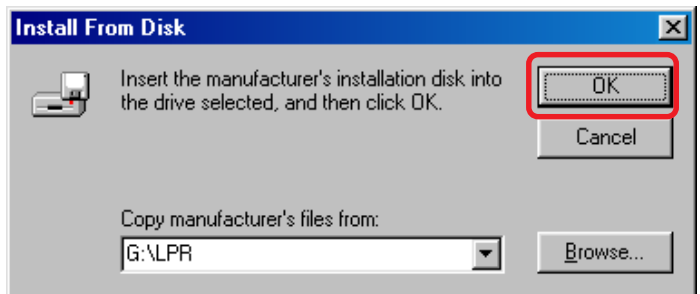 Install From Disk
Insert the manufacturer's installation disk into
the drive selected, and then click OK.
OK
Cancel
Copy manufacturer's files from:
G:\LPR
Browse...